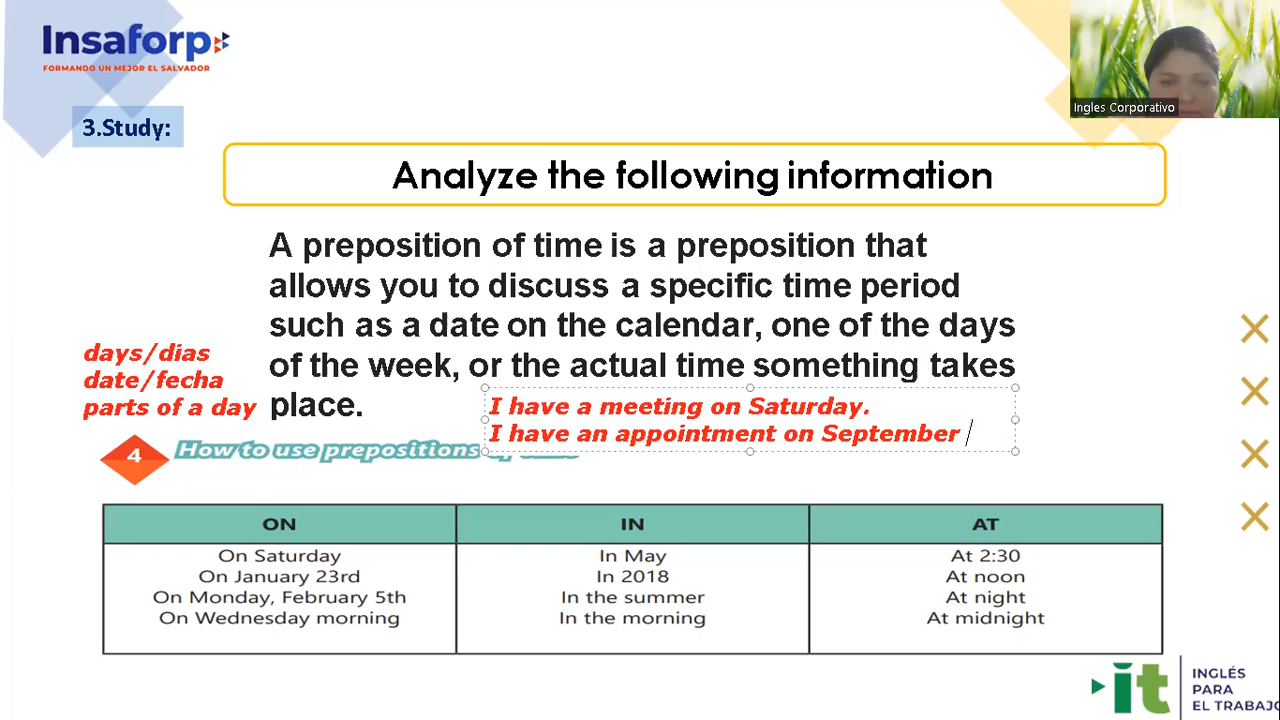 Insaforp
FORMANDO UN MEJOR EL SALVADOR
Ingles Corporativo
3.Study:
Analyze the following information
A preposition of time is a preposition that
allows you to discuss a specific time period
such as a date on the calendar, one of the days
of the week, or the actual time something takes
place.
days/dias
date/fecha
parts of a day
I have a meeting on Saturday.
I have an appointment on September
4
How to use prepositions
ON
IN
AT
On Saturday
On January 23rd
On Monday, February 5th
On Wednesday morning
In May
In 2018
In the summer
In the morning
At 2:30
At noon
At night
At midnight
it
INGLÉS
PARA
EL TRABAJO